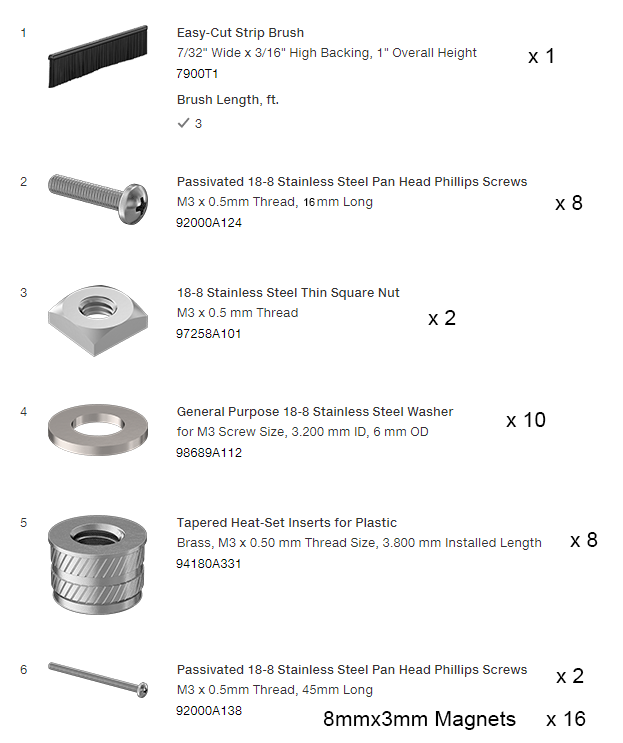 1
Easy-Cut Strip Brush
7/32" Wide x 3/16" High Backing, 1" Overall Height
x 1
7900T1
Brush Length, ft.
3
2
Passivated 18-8 Stainless Steel Pan Head Phillips Screws
M3 x 0.5mm Thread, 16mm Long
x 8
92000A124
3
18-8 Stainless Steel Thin Square Nut
M3 x 0.5 mm Thread
x 2
97258A101
4
General Purpose 18-8 Stainless Steel Washer
x 10
for M3 Screw Size, 3.200 mm ID, 6 mm OD
98689A112
5
Tapered Heat-Set Inserts for Plastic
Brass, M3 x 0.50 mm Thread Size, 3.800 mm Installed Length
x 8
94180A331
6
Passivated 18-8 Stainless Steel Pan Head Phillips Screws
x 2
M3 x 0.5mm Thread, 45mm Long
92000A138
8mmx3mm Magnets x 16